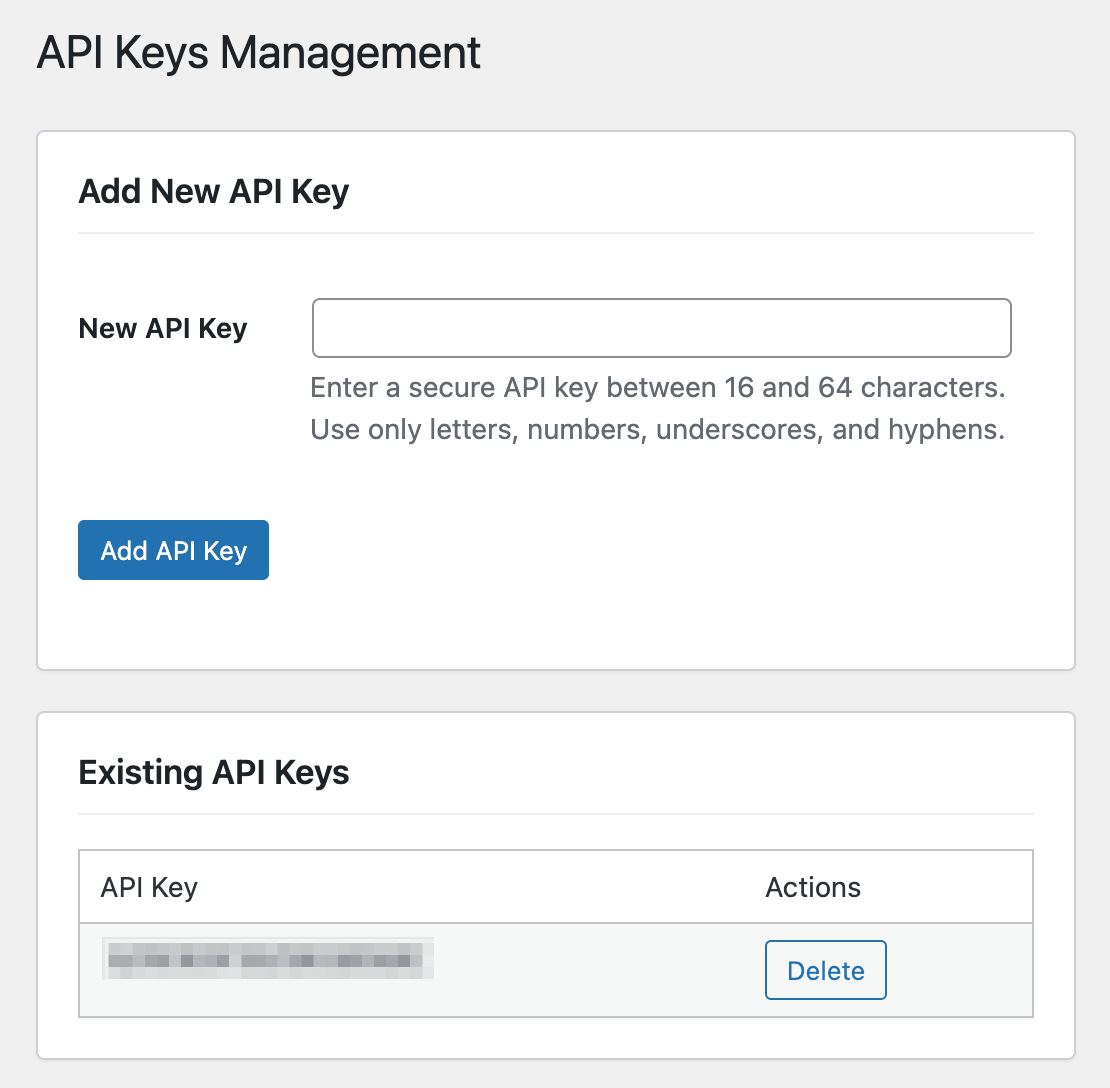 API Keys Management
Add New API Key
New API Key
Enter a secure API key between 16 and 64 characters.
Use only letters, numbers, underscores, and hyphens.
Add API Key
Existing API Keys
API Key
Actions
Delete